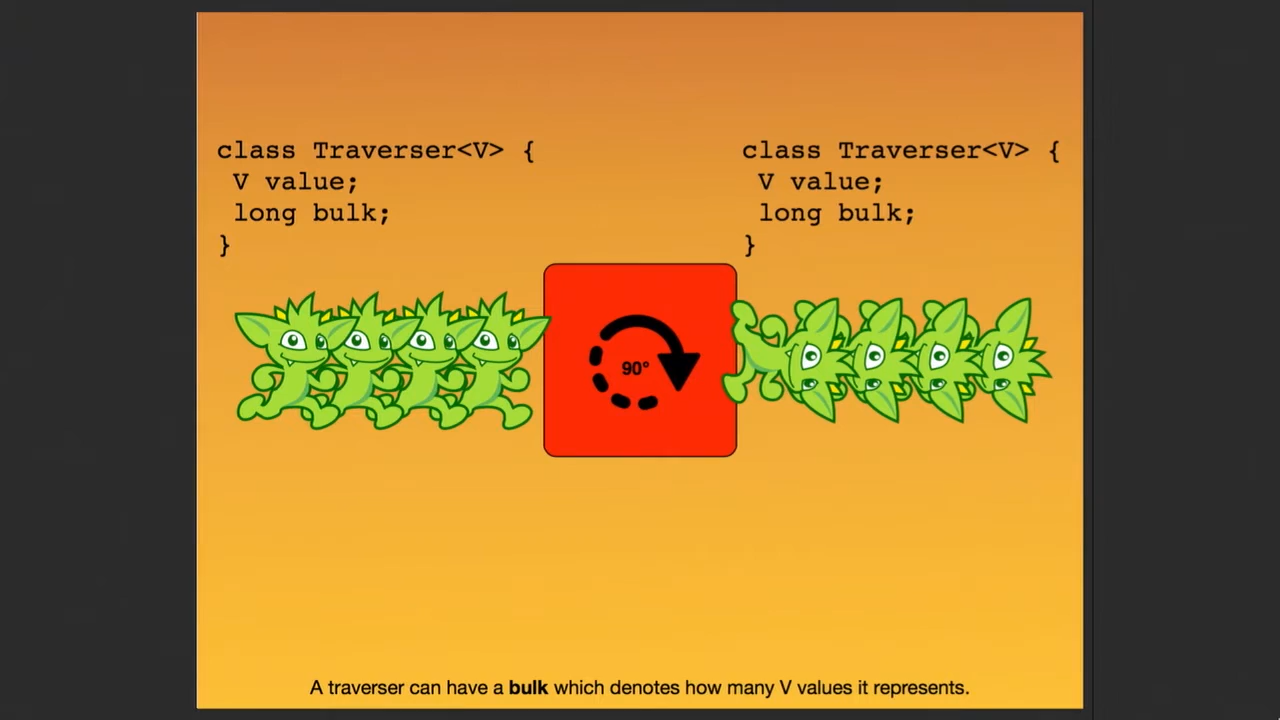 class Traverser<V> {
 V value;
 long bulk;
}
class Traverser<V> {
 V value;
 long bulk;
}
90°
A traverser can have a bulk which denotes how many V values it represents.